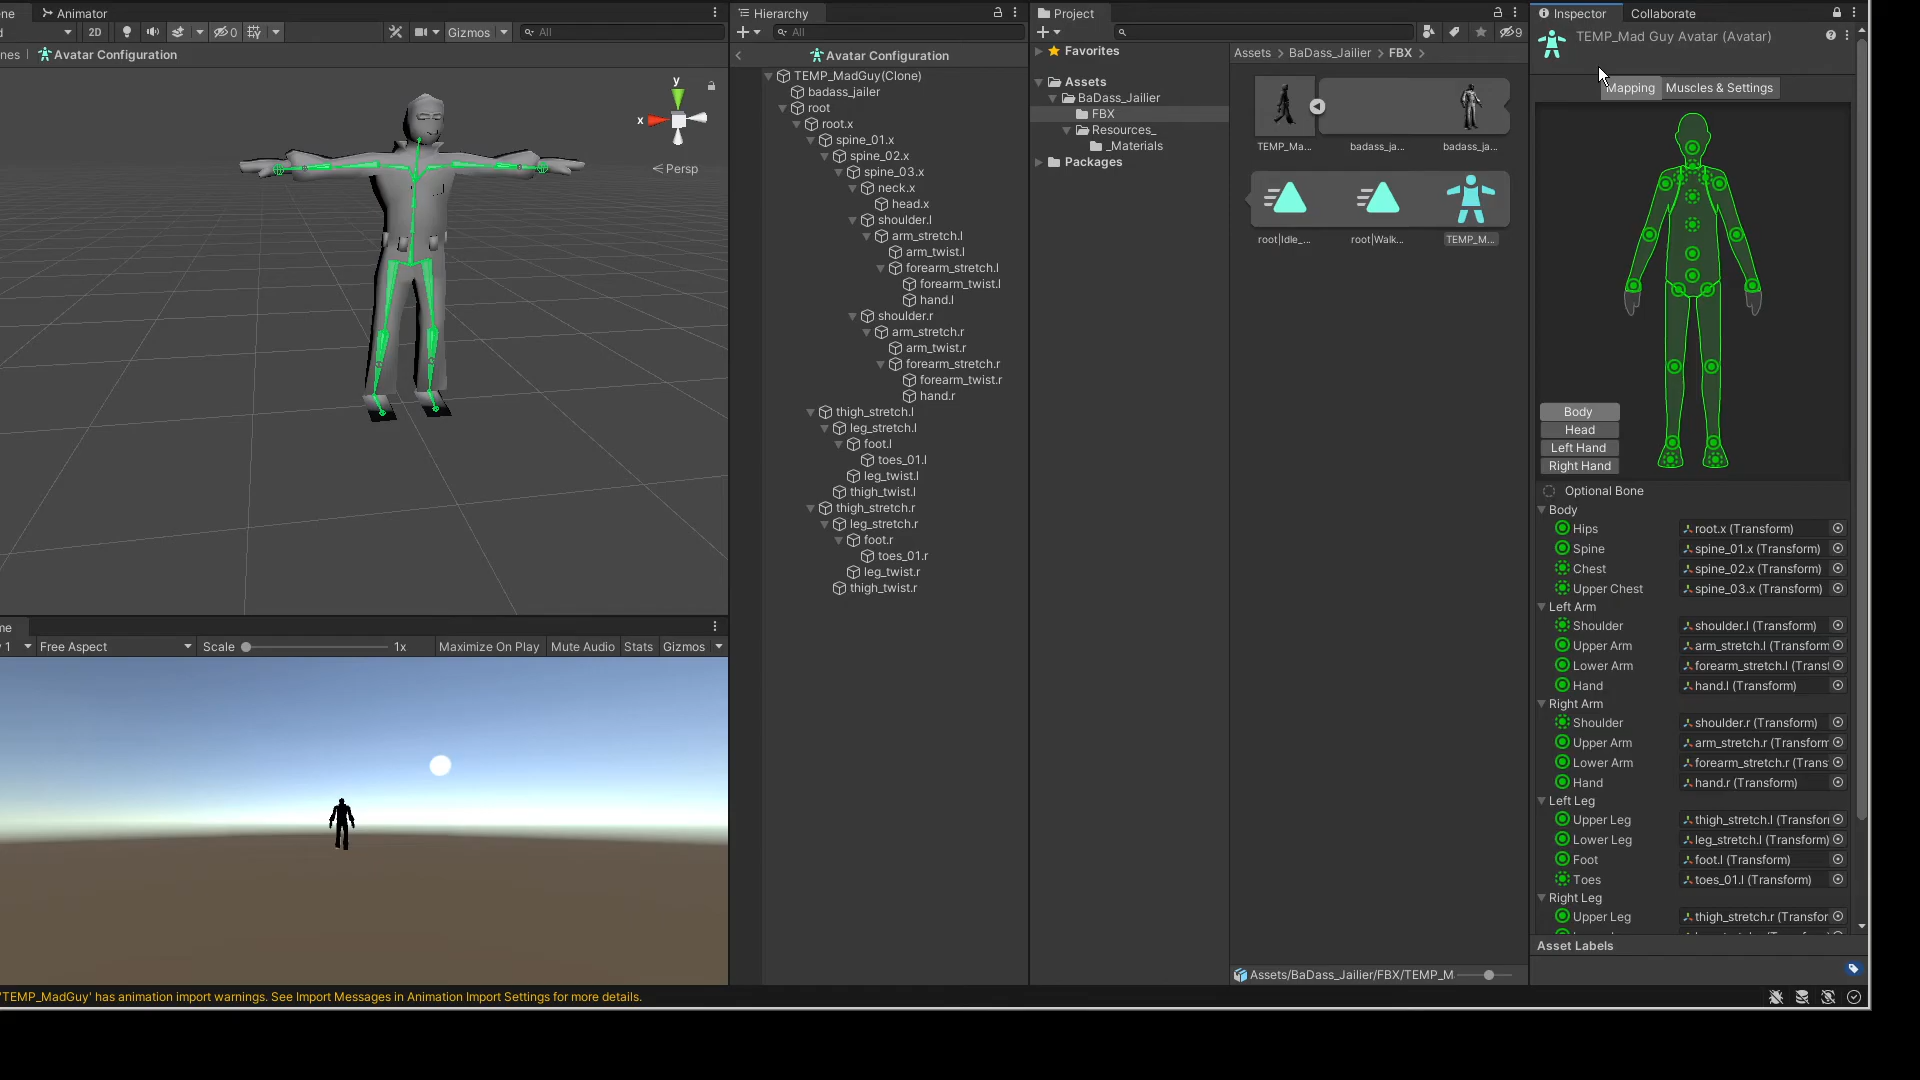 ne
Animator
2D
0
Gizmos
All
nes
Avatar Configuration
y
x
Persp
me
1
Free Aspect
Scale
1x
Maximize On Play
Mute Audio
Stats
Gizmos
'TEMP_MadGuy' has animation import warnings. See Import Messages in Animation Import Settings for more details.
Hierarchy
All
Avatar Configuration
TEMP_MadGuy(Clone)
badass_jailer
root
root.x
spine_01.x
spine_02.x
spine_03.x
neck.x
head.x
shoulder.l
arm_stretch.l
arm_twist.l
forearm_stretch.l
forearm_twist.l
hand.l
shoulder.r
arm_stretch.r
arm_twist.r
forearm_stretch.r
forearm_twist.r
hand.r
thigh_stretch.l
leg_stretch.l
foot.l
toes_01.l
leg_twist.l
thigh_twist.l
thigh_stretch.r
leg_stretch.r
foot.r
toes_01.r
leg_twist.r
thigh_twist.r
Project
9
Favorites
Assets
BaDass_Jailier
FBX
Resources_
_Materials
Packages
Assets
BaDass_Jailier
FBX
TEMP_Ma...
badass_ja...
badass_ja...
root|Idle_...
root|Walk...
TEMP_M...
Assets/BaDass_Jailier/FBX/TEMP_M
Inspector
Collaborate
TEMP_Mad Guy Avatar (Avatar)
Mapping
Muscles & Settings
Body
Head
Left Hand
Right Hand
Optional Bone
Body
Hips root.x (Transform)
Spine spine_01.x (Transform)
Chest spine_02.x (Transform)
Upper Chest spine_03.x (Transform)
Left Arm
Shoulder shoulder.l (Transform)
Upper Arm arm_stretch.l (Transform
Lower Arm forearm_stretch.l (Transf
Hand hand.l (Transform)
Right Arm
Shoulder shoulder.r (Transform)
Upper Arm arm_stretch.r (Transform
Lower Arm forearm_stretch.r (Trans
Hand hand.r (Transform)
Left Leg
Upper Leg thigh_stretch.l (Transfor
Lower Leg leg_stretch.l (Transform)
Foot foot.l (Transform)
Toes toes_01.l (Transform)
Right Leg
Upper Leg thigh_stretch.r (Transfor
Asset Labels